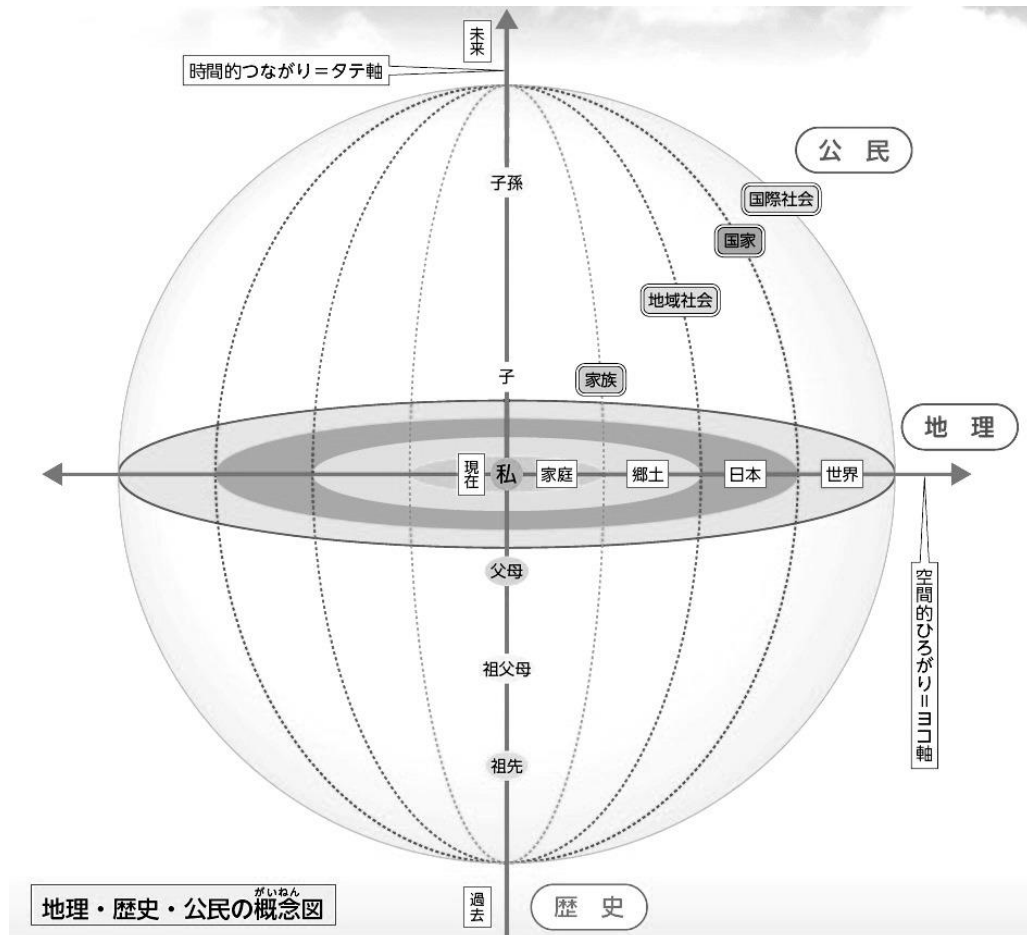 未来
時間的つながり＝タテ軸
公 民
子孫
国際社会
国家
地域社会
子
家族
地 理
現在
私
家庭
郷土
日本
世界
父母
空間的ひろがり＝ヨコ軸
祖父母
祖先
がいねん
地理・歴史・公民の概念図
過去
歴 史